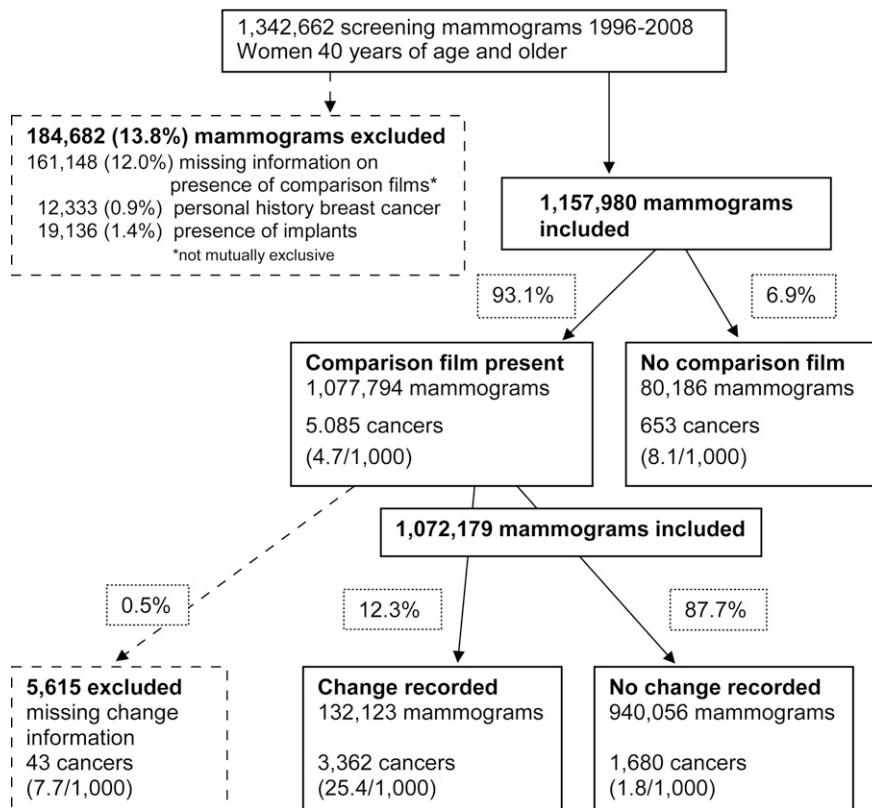 1,342,662 screening mammograms 1996-2008
Women 40 years of age and older
184,682 (13.8%) mammograms excluded
161,148 (12.0%) missing information on
presence of comparison films*
12,333 (0.9%) personal history breast cancer
19,136 (1.4%) presence of implants
*not mutually exclusive
1,157,980 mammograms
included
93.1%
6.9%
Comparison film present
1,077,794 mammograms
5.085 cancers
(4.7/1,000)
No comparison film
80,186 mammograms
653 cancers
(8.1/1,000)
1,072,179 mammograms included
0.5%
12.3%
87.7%
5,615 excluded
missing change
information
43 cancers
(7.7/1,000)
Change recorded
132,123 mammograms
3,362 cancers
(25.4/1,000)
No change recorded
940,056 mammograms
1,680 cancers
(1.8/1,000)